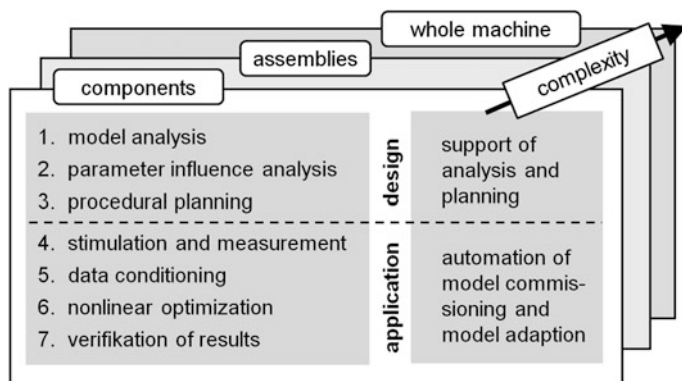 whole machine
assemblies
complexity
components
1. model analysis
2. parameter influence analysis
3. procedural planning
design
support of
analysis and
planning
4. stimulation and measurement
5. data conditioning
6. nonlinear optimization
7. verifikation of results
application
automation of
model commis-
sioning and
model adaption